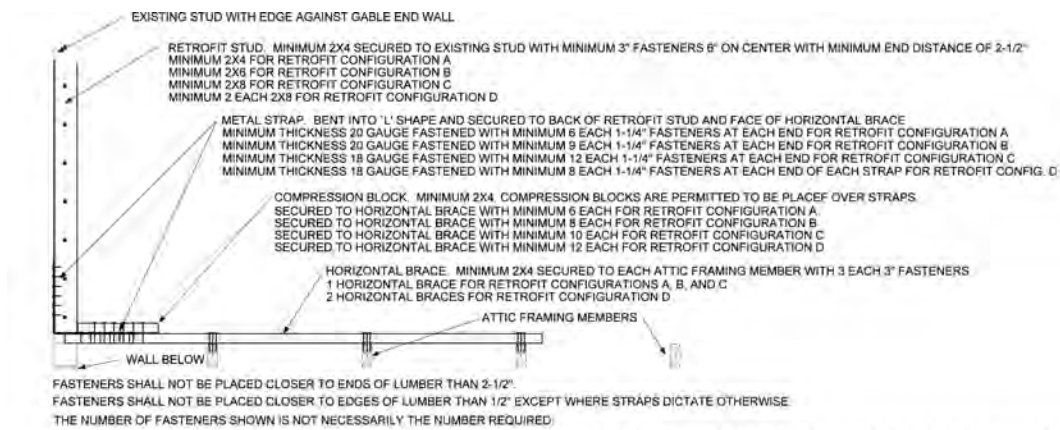 EXISTING STUD WITH EDGE AGAINST GABLE END WALL
RETROFIT STUD. MINIMUM 2X4 SECURED TO EXISTING STUD WITH MINIMUM 3" FASTENERS 6" ON CENTER WITH MINIMUM END DISTANCE OF 2-1/2"
MINIMUM 2X4 FOR RETROFIT CONFIGURATION A
MINIMUM 2X6 FOR RETROFIT CONFIGURATION B
MINIMUM 2X8 FOR RETROFIT CONFIGURATION C
MINIMUM 2 EACH 2X8 FOR RETROFIT CONFIGURATION D
METAL STRAP. BENT INTO `L' SHAPE AND SECURED TO BACK OF RETROFIT STUD AND FACE OF HORIZONTAL BRACE
MINIMUM THICKNESS 20 GAUGE FASTENED WITH MINIMUM 6 EACH 1-1/4" FASTENERS AT EACH END FOR RETROFIT CONFIGURATION A
MINIMUM THICKNESS 20 GAUGE FASTENED WITH MINIMUM 9 EACH 1-1/4" FASTENERS AT EACH END FOR RETROFIT CONFIGURATION B
MINIMUM THICKNESS 18 GAUGE FASTENED WITH MINIMUM 12 EACH 1-1/4" FASTENERS AT EACH END FOR RETROFIT CONFIGURATION C
MINIMUM THICKNESS 18 GAUGE FASTENED WITH MINIMUM 8 EACH 1-1/4" FASTENERS AT EACH END OF EACH STRAP FOR RETROFIT CONFIG. D
COMPRESSION BLOCK. MINIMUM 2X4. COMPRESSION BLOCKS ARE PERMITTED TO BE PLACEF OVER STRAPS.
SECURED TO HORIZONTAL BRACE WITH MINIMUM 6 EACH FOR RETROFIT CONFIGURATION A.
SECURED TO HORIZONTAL BRACE WITH MINIMUM 8 EACH FOR RETROFIT CONFIGURATION B
SECURED TO HORIZONTAL BRACE WITH MINIMUM 10 EACH FOR RETROFIT CONFIGURATION C
SECURED TO HORIZONTAL BRACE WITH MINIMUM 12 EACH FOR RETROFIT CONFIGURATION D
HORIZONTAL BRACE. MINIMUM 2X4 SECURED TO EACH ATTIC FRAMING MEMBER WITH 3 EACH 3" FASTENERS
1 HORIZONTAL BRACE FOR RETROFIT CONFIGURATIONS A, B, AND C
2 HORIZONTAL BRACES FOR RETROFIT CONFIGURATION D
ATTIC FRAMING MEMBERS
WALL BELOW
FASTENERS SHALL NOT BE PLACED CLOSER TO ENDS OF LUMBER THAN 2-1/2".
FASTENERS SHALL NOT BE PLACED CLOSER TO EDGES OF LUMBER THAN 1/2" EXCEPT WHERE STRAPS DICTATE OTHERWISE
THE NUMBER OF FASTENERS SHOWN IS NOT NECESSARILY THE NUMBER REQUIRED